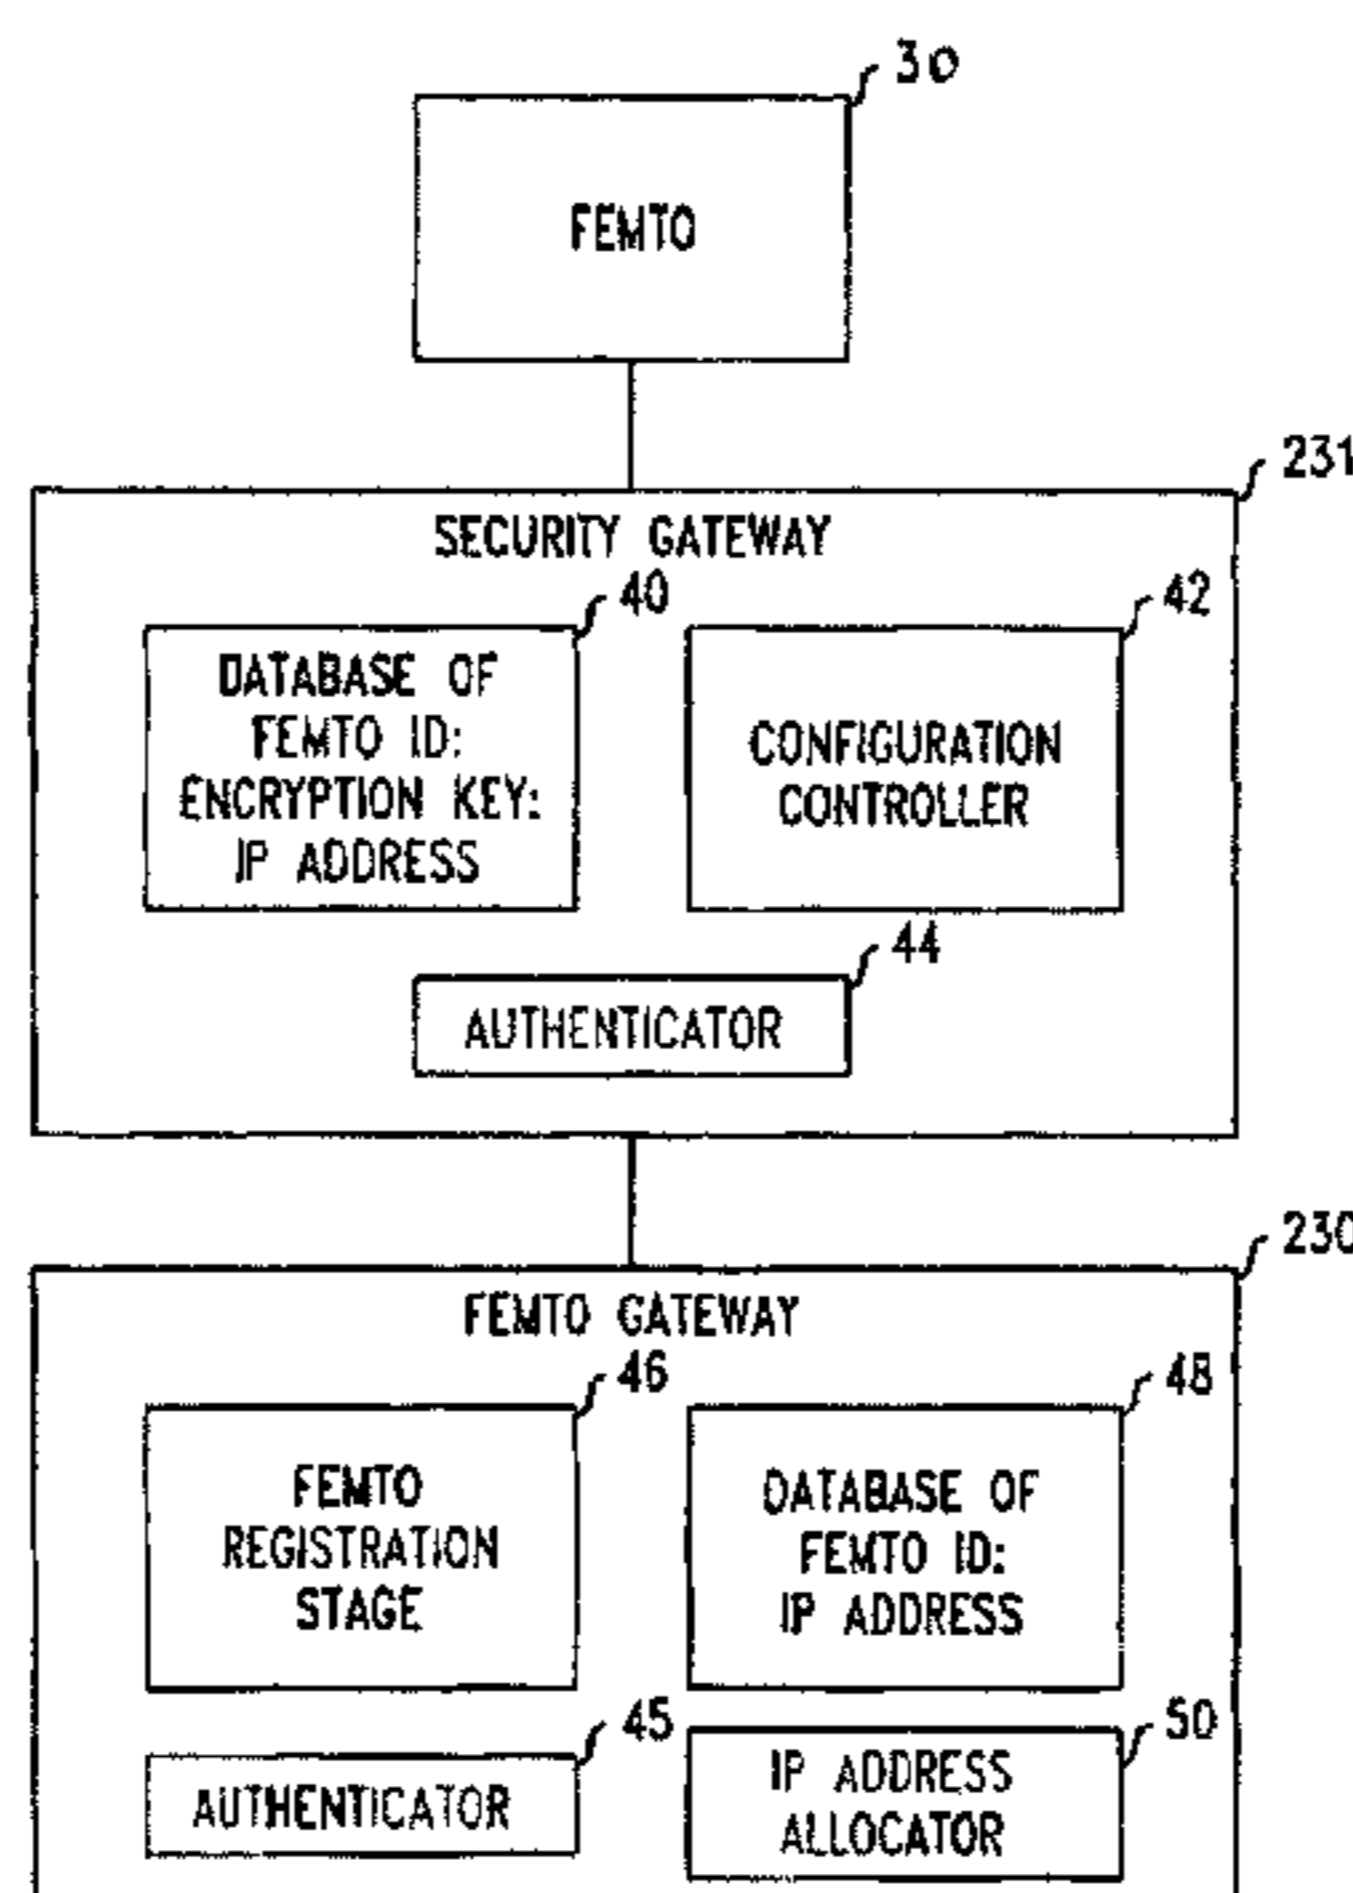 30
FEMTO
231
SECURITY GATEWAY
40
42
DATABASE OF
FEMTO ID:
ENCRYPTION KEY:
IP ADDRESS
CONFIGURATION
CONTROLLER
44
AUTHENTICATOR
230
FEMTO GATEWAY
46
48
FEMTO
REGISTRATION
STAGE
DATABASE OF
FEMTO ID:
IP ADDRESS
45
50
AUTHENTICATOR
IP ADDRESS
ALLOCATOR